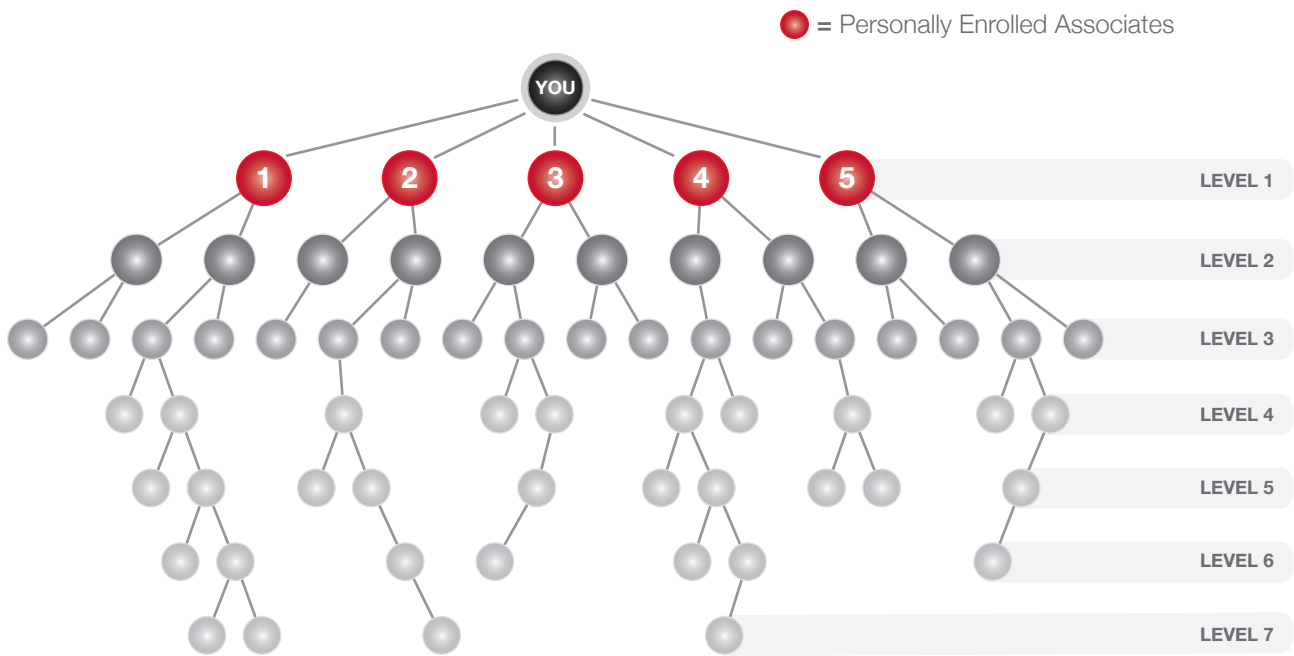 = Personally Enrolled Associates
YOU
1 2 3 4 5 LEVEL 1
LEVEL 2
LEVEL 3
LEVEL 4
LEVEL 5
LEVEL 6
LEVEL 7